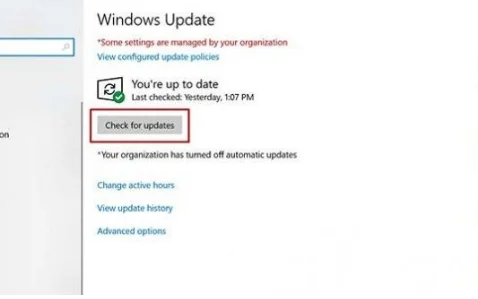 Windows Update
*Some settings are managed by your organization
View configured update policies
You're up to date
Last checked: Yesterday, 1:07 PM
Check for updates
on
*Your organization has turned off automatic updates
Change active hours
View update history
Advanced options